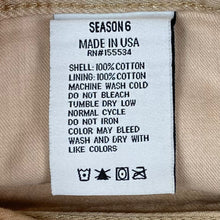 SEASON 6
MADE IN USA
RN#155534
SHELL: 100% COTTON
LINING: 100% COTTON
MACHINE WASH COLD
DO NOT BLEACH
TUMBLE DRY LOW
NORMAL CYCLE
DO NOT IRON
COLOR MAY BLEED
WASH AND DRY WITH
LIKE COLORS